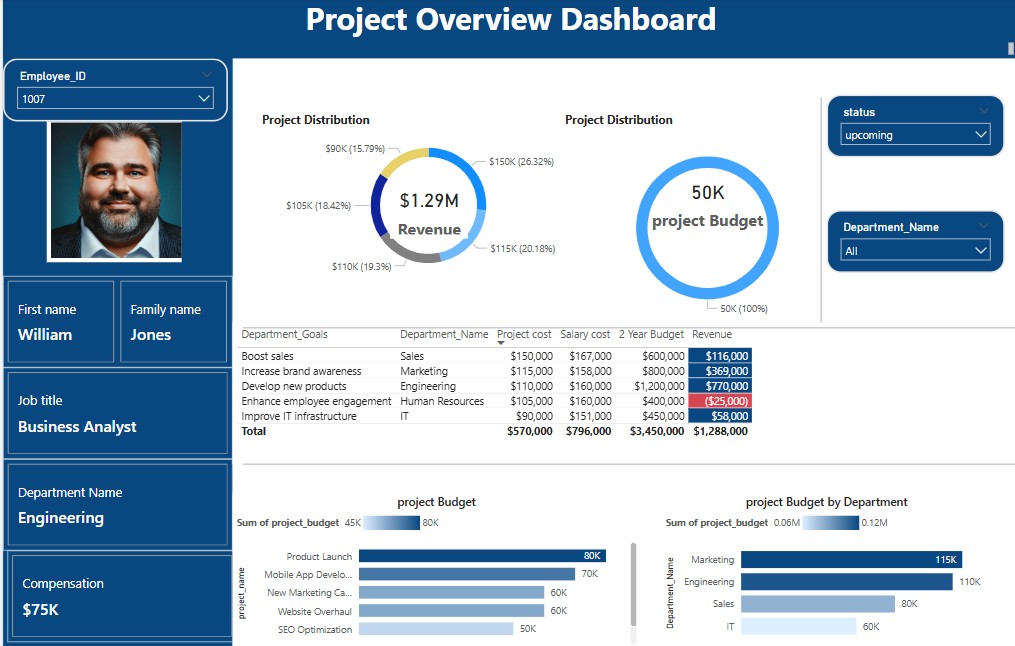 Project Overview Dashboard
Employee_ID
1007
First name
William
Family name
Jones
Job title
Business Analyst
Department Name
Engineering
Compensation
$75K
Project Distribution
$90K (15.79%)
$150K (26.32%)
$105K (18.42%)
$1.29M
Revenue
$115K (20.18%)
$110K (19.3%)
Project Distribution
50K
project Budget
50K (100%)
status
upcoming
Department_Name
All
Department_Goals Department_Name Project cost Salary cost 2 Year Budget Revenue
Boost sales Sales $150,000 $167,000 $600,000 $116,000
Increase brand awareness Marketing $115,000 $158,000 $800,000 $369,000
Develop new products Engineering $110,000 $160,000 $1,200,000 $770,000
Enhance employee engagement Human Resources $105,000 $160,000 $400,000 ($25,000)
Improve IT infrastructure IT $90,000 $151,000 $450,000 $58,000
Total $570,000 $796,000 $3,450,000 $1,288,000
project Budget
Sum of project_budget 45K 80K
project_name
Product Launch 80K
Mobile App Develo... 70K
New Marketing Ca... 60K
Website Overhaul 60K
SEO Optimization 50K
project Budget by Department
Sum of project_budget 0.06M 0.12M
Department_Name
Marketing 115K
Engineering 110K
Sales 80K
IT 60K